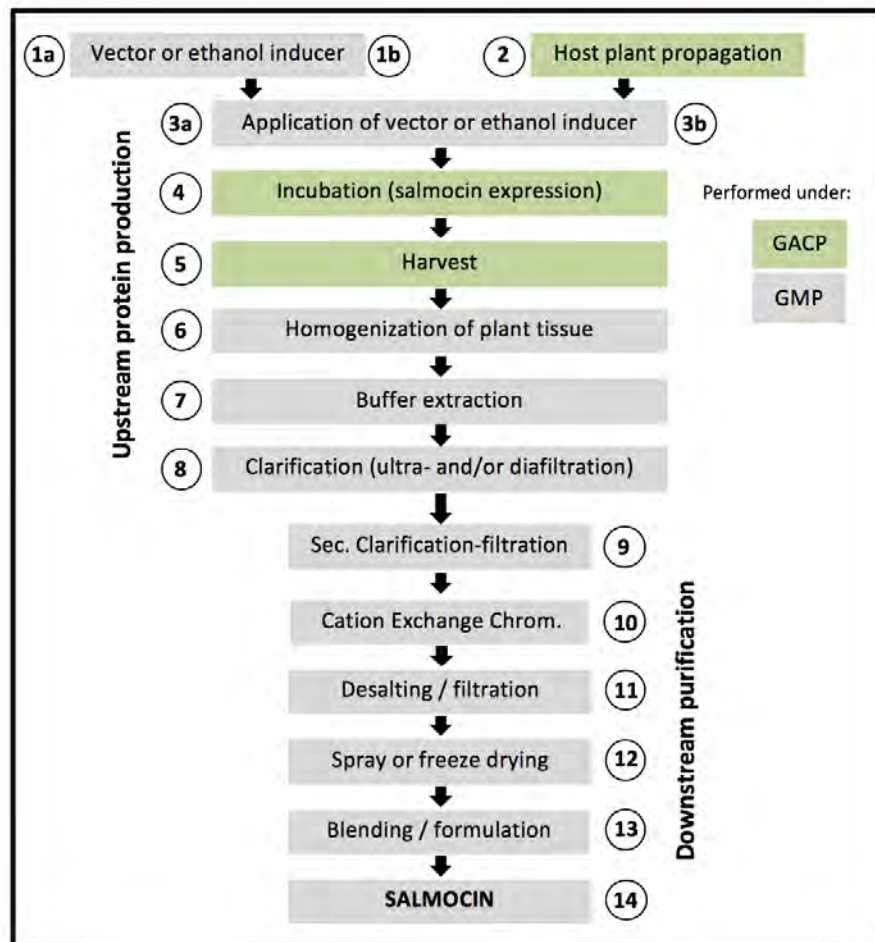 1a
Vector or ethanol inducer
1b
2
Host plant propagation
3a
Application of vector or ethanol inducer
3b
Upstream protein production
4
Incubation (salmocin expression)
Performed under:
GACP
GMP
5
Harvest
6
Homogenization of plant tissue
7
Buffer extraction
8
Clarification (ultra- and/or diafiltration)
Sec. Clarification-filtration
9
Downstream purification
Cation Exchange Chrom.
10
Desalting / filtration
11
Spray or freeze drying
12
Blending / formulation
13
SALMOCIN
14